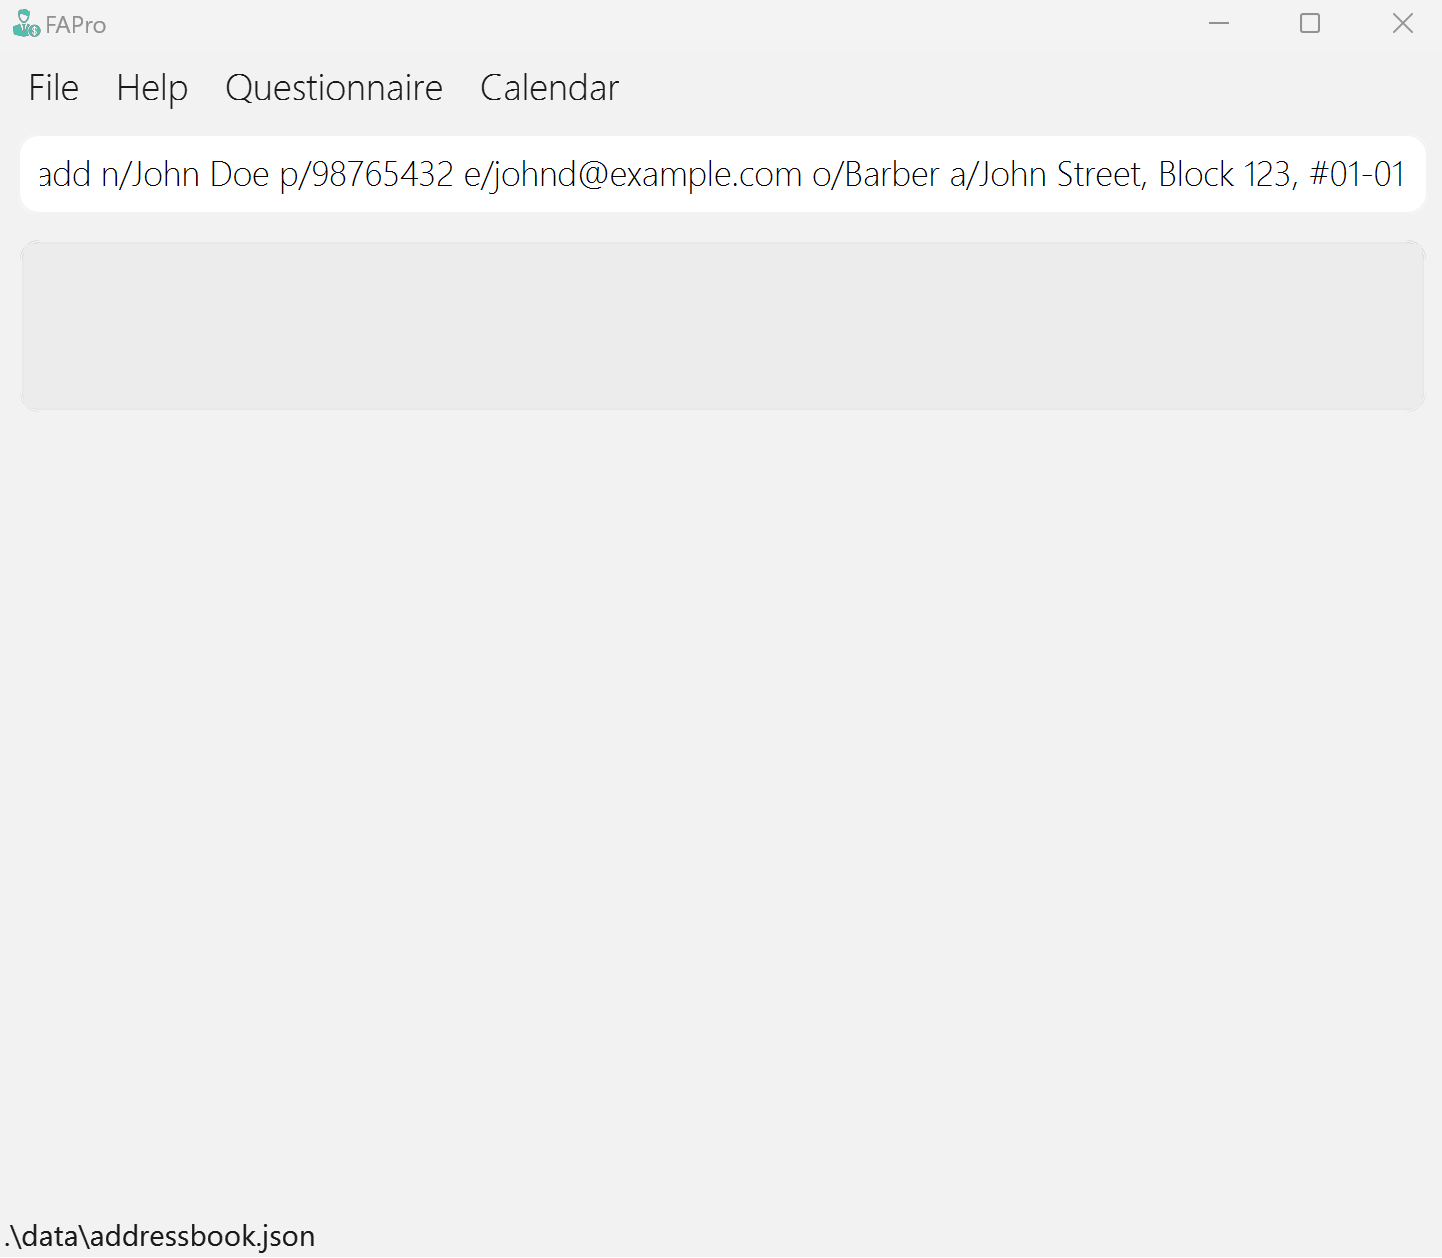 FAPro
File Help Questionnaire Calendar
add n/John Doe p/98765432 e/johnd@example.com o/Barber a/John Street, Block 123, #01-01
.\data\addressbook.json